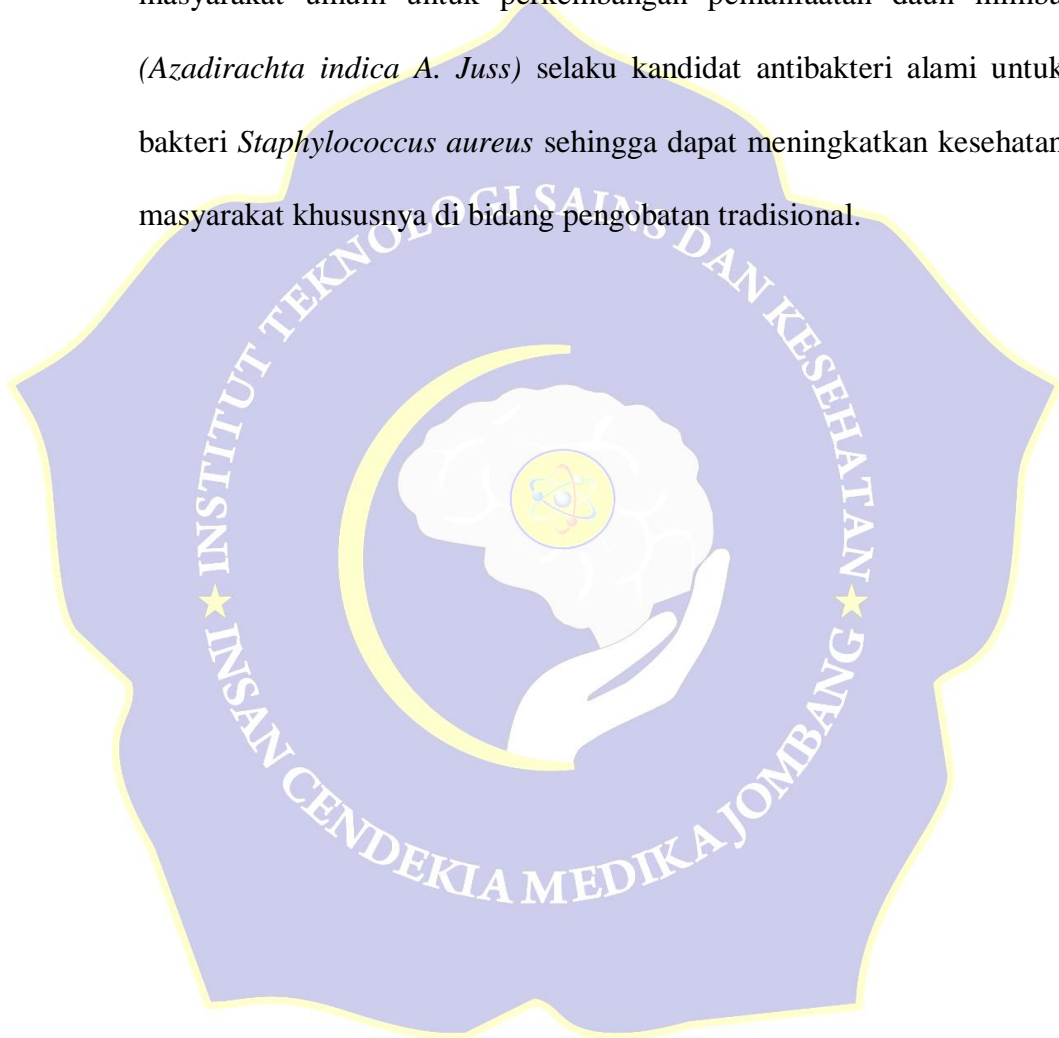 masyarakat umum untuk perkembangan pemanfaatan daun mimba
(Azadirachta indica A. Juss) selaku kandidat antibakteri alami untuk
bakteri Staphylococcus aureus sehingga dapat meningkatkan kesehatan
masyarakat khususnya di bidang pengobatan tradisional.
INSTITUT TEKNOLOGI SAINS DAN KESEHATAN
INSAN CENDEKIA MEDIKA JOMBANG